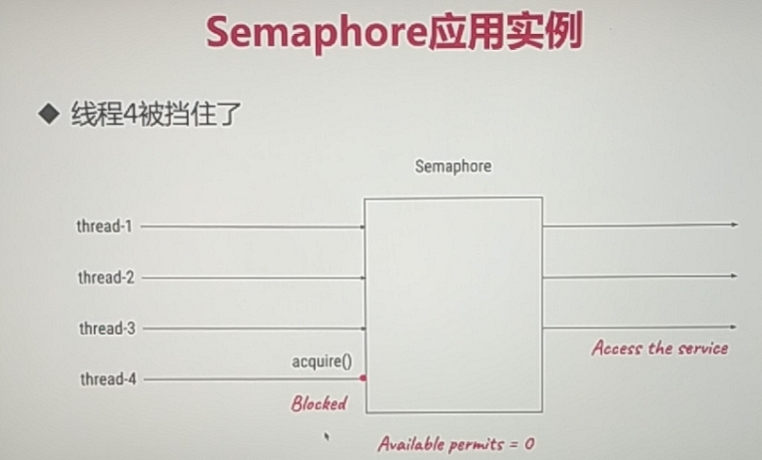 Semaphore应用实例
◆ 线程4被挡住了
Semaphore
thread-1
thread-2
thread-3
Access the service
acquire()
thread-4
Blocked
Available permits = 0